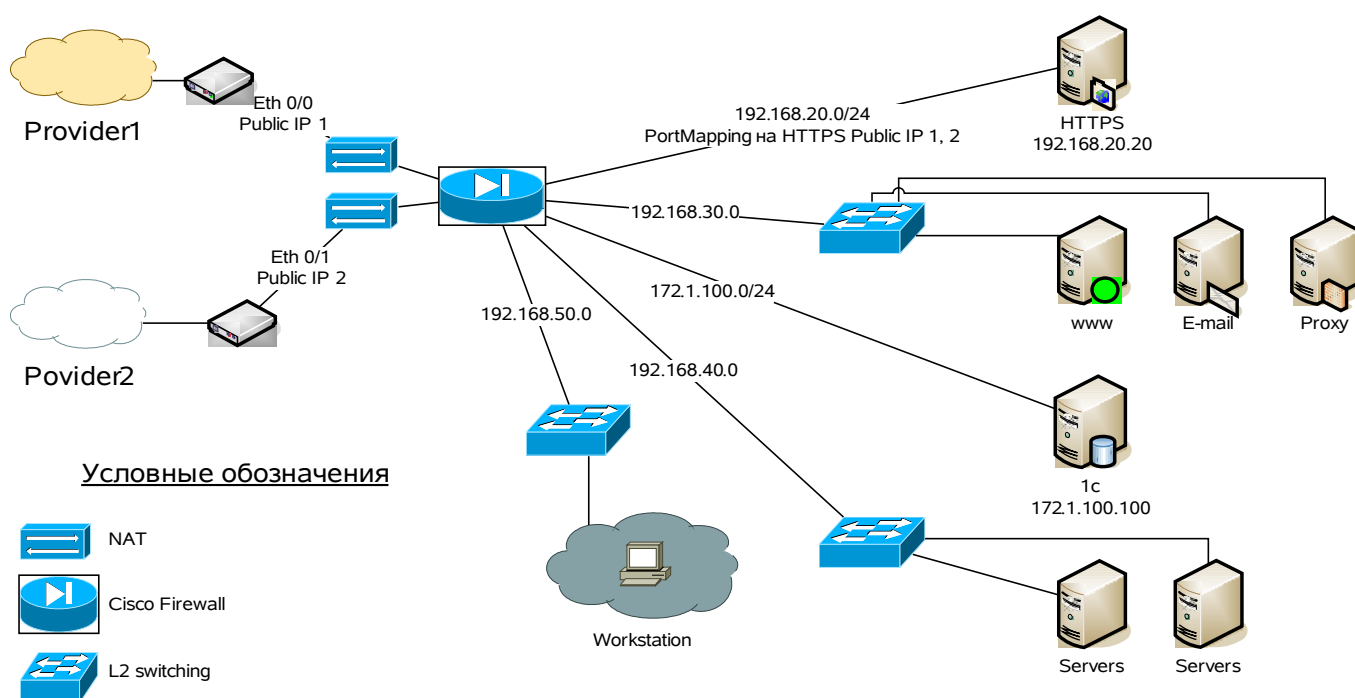 Provider1
Eth 0/0
Public IP 1
Eth 0/1
Public IP 2
Povider2
192.168.20.0/24
PortMapping на HTTPS Public IP 1, 2
HTTPS
192.168.20.20
192.168.30.0
www
E-mail
Proxy
172.1.100.0/24
192.168.50.0
192.168.40.0
1c
172.1.100.100
Workstation
Servers
Servers
Условные обозначения
NAT
Cisco Firewall
L2 switching